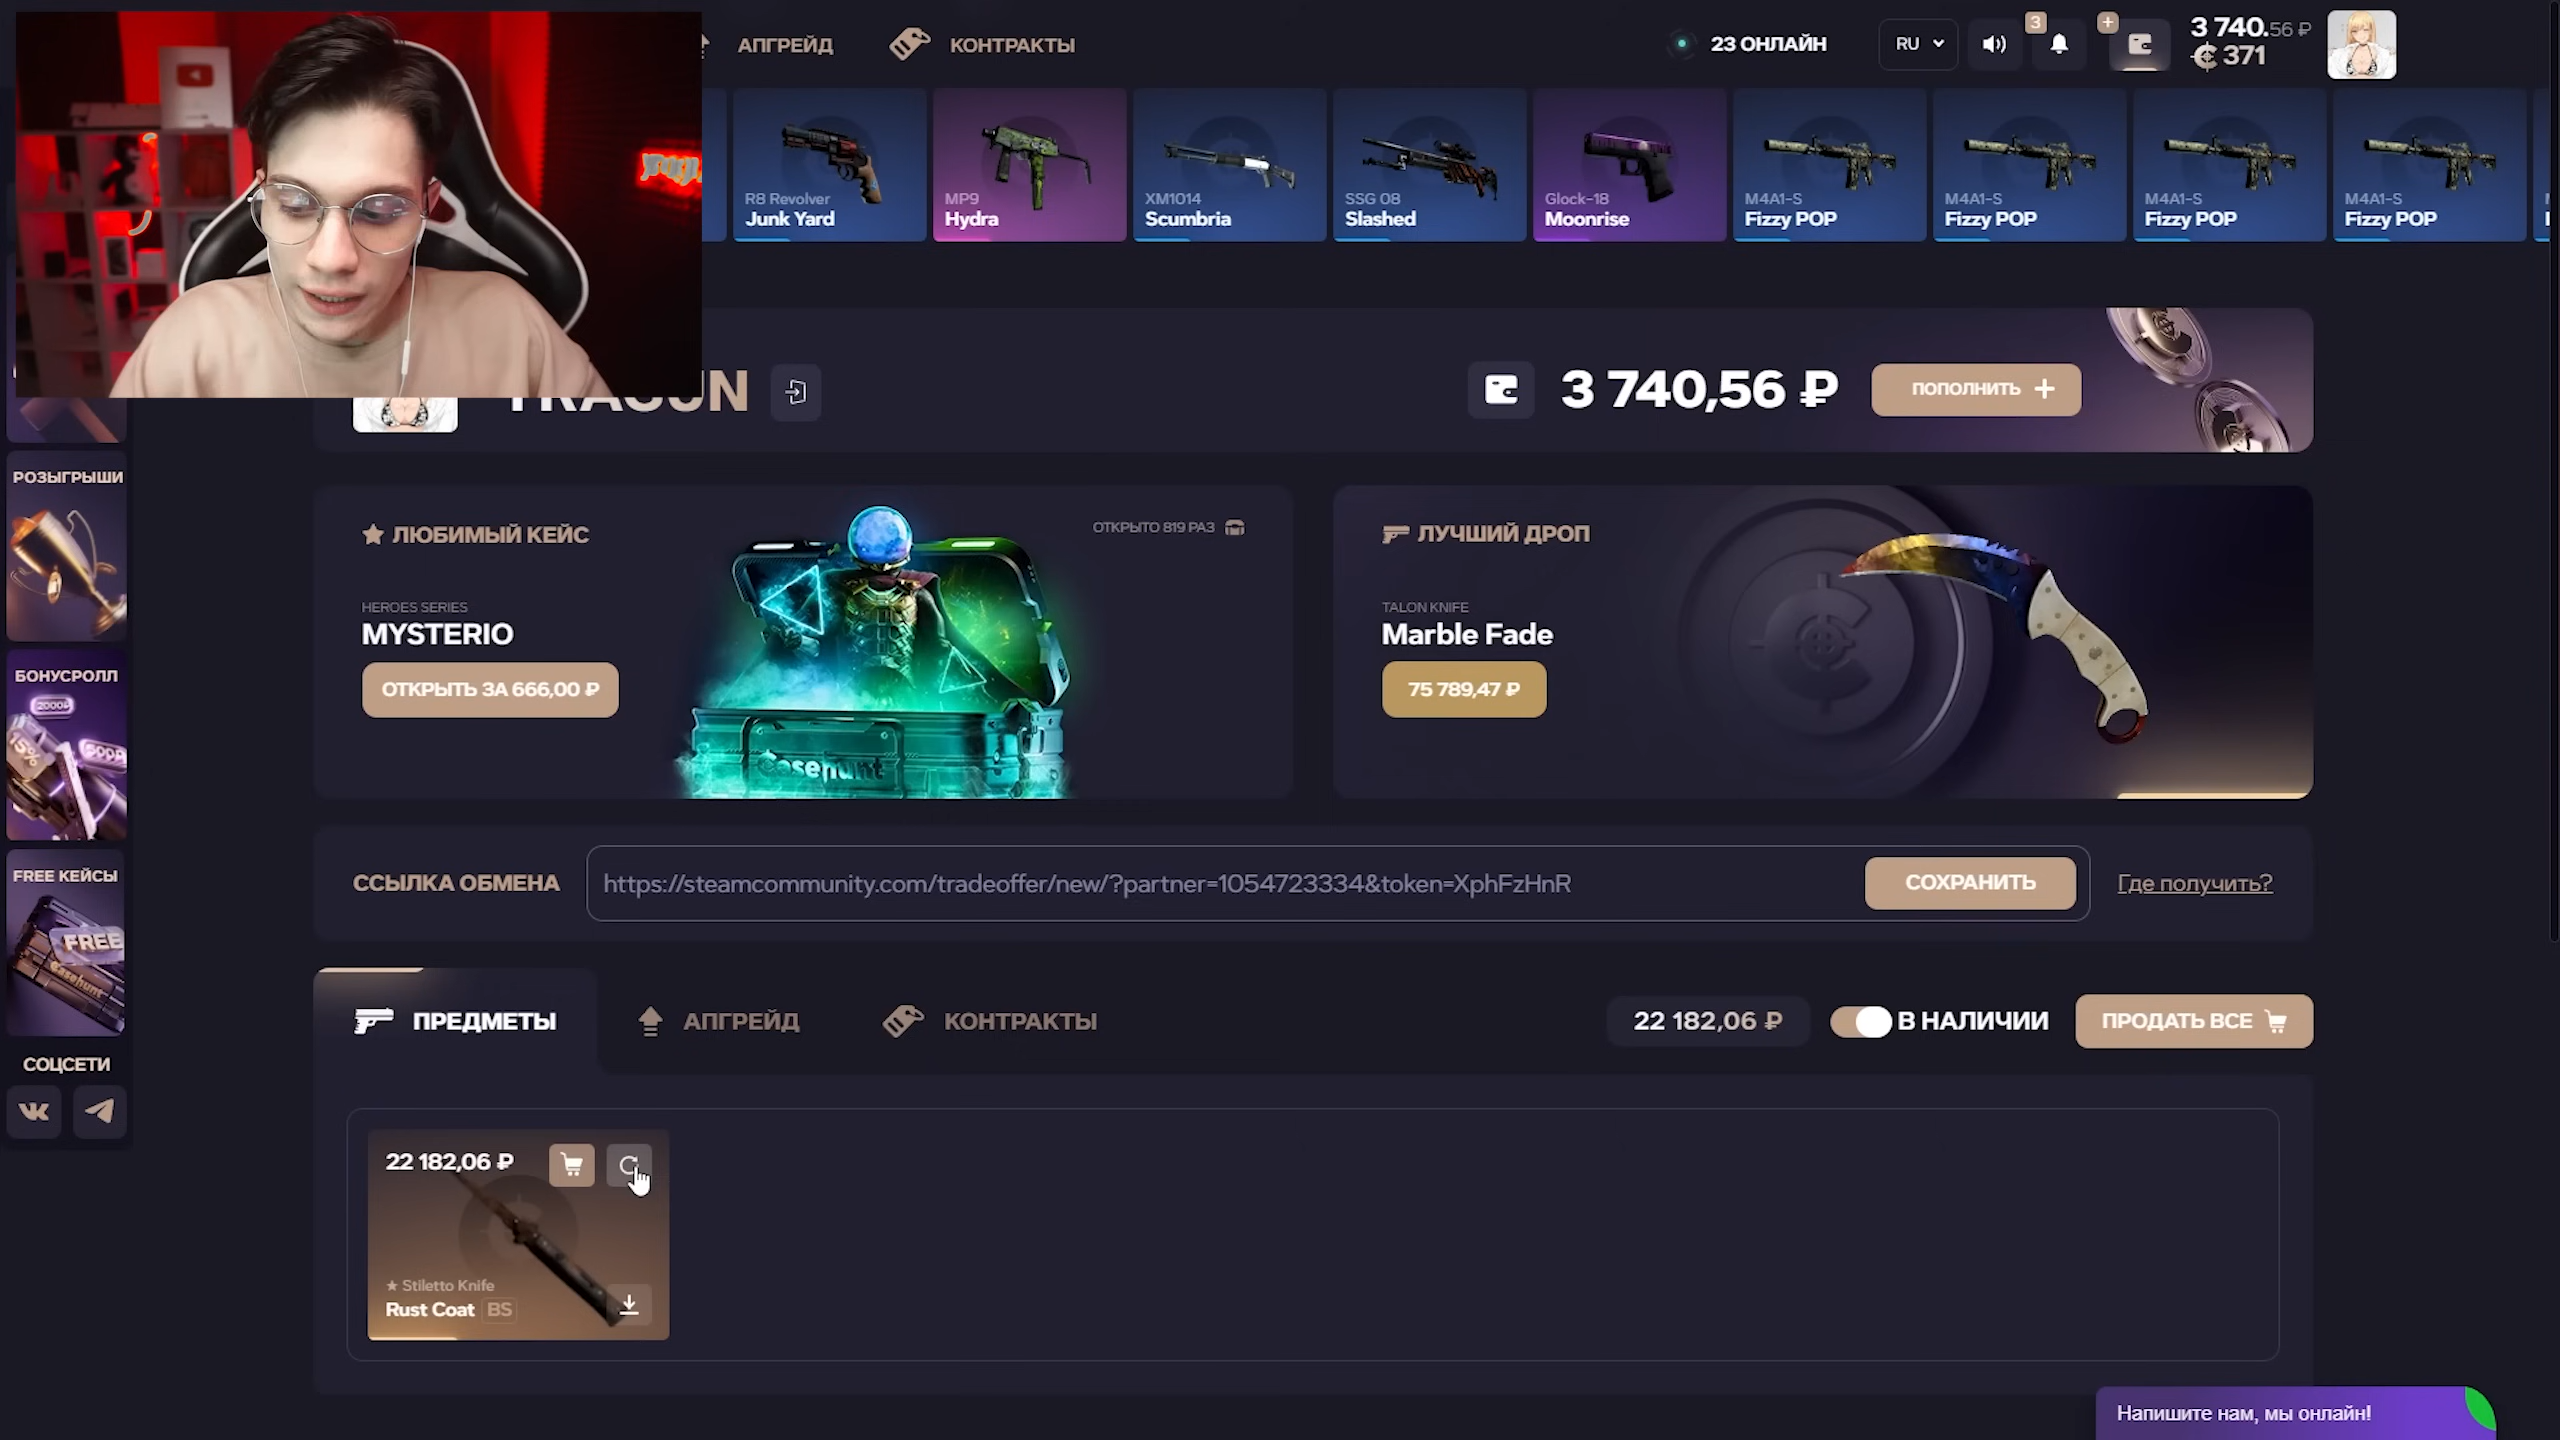 АПГРЕЙД
КОНТРАКТЫ
23 ОНЛАЙН
RU
3
+
3 740.56 ₽
371
R8 Revolver
Junk Yard
MP9
Hydra
XM1014
Scumbria
SSG 08
Slashed
Glock-18
Moonrise
M4A1-S
Fizzy POP
M4A1-S
Fizzy POP
M4A1-S
Fizzy POP
M4A1-S
Fizzy POP
3 740,56 ₽
ПОПОЛНИТЬ +
РОЗЫГРЫШИ
БОНУСРОЛЛ
2000₽
15%
500₽
FREE КЕЙСЫ
FREE
Casehunt
СОЦСЕТИ
ЛЮБИМЫЙ КЕЙС
ОТКРЫТО 819 РАЗ
HEROES SERIES
MYSTERIO
ОТКРЫТЬ ЗА 666,00 ₽
Casehunt
ЛУЧШИЙ ДРОП
TALON KNIFE
Marble Fade
75 789,47 ₽
ССЫЛКА ОБМЕНА
https://steamcommunity.com/tradeoffer/new/?partner=1054723334&token=XphFzHnR
СОХРАНИТЬ
Где получить?
ПРЕДМЕТЫ
АПГРЕЙД
КОНТРАКТЫ
22 182,06 ₽
В НАЛИЧИИ
ПРОДАТЬ ВСЕ
22 182,06 ₽
★ Stiletto Knife
Rust Coat BS
Напишите нам, мы онлайн!